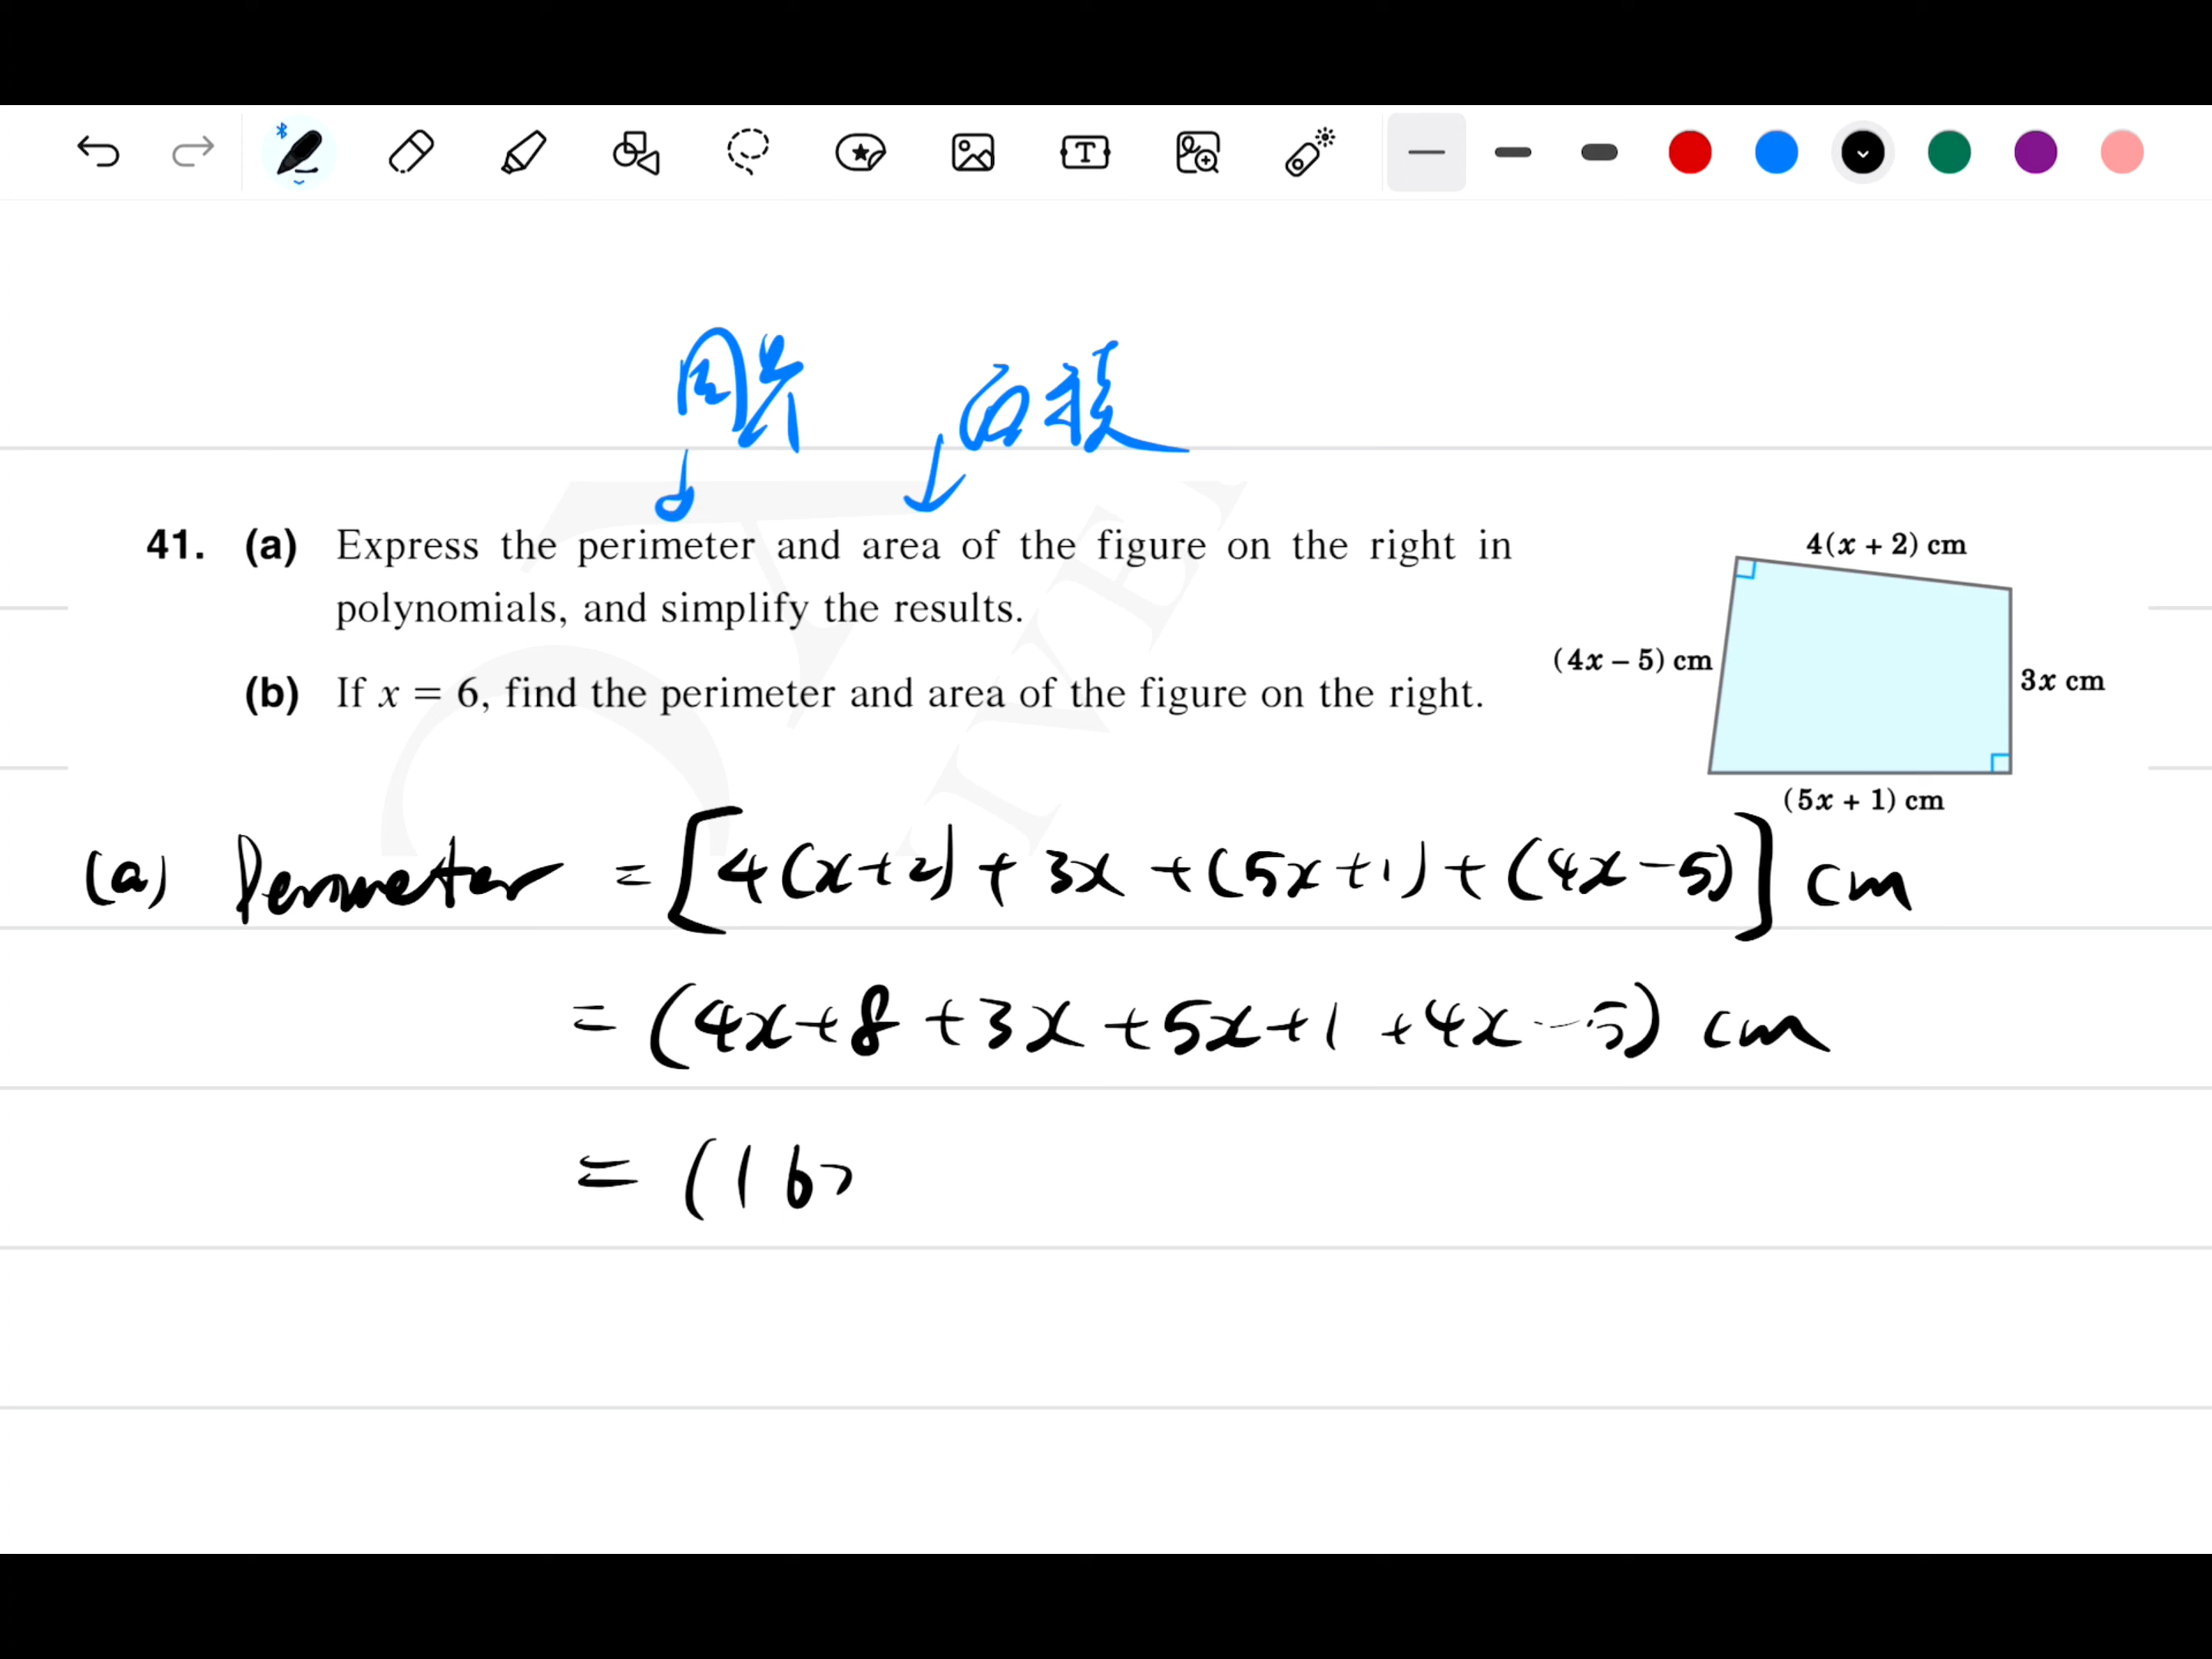 周界 面積
41. (a) Express the perimeter and area of the figure on the right in
polynomials, and simplify the results.
(b) If x = 6, find the perimeter and area of the figure on the right.
4(x + 2) cm
(4x – 5) cm
3x cm
(5x + 1) cm
(a) Perimeter = [4(x+2) + 3x + (5x+1) + (4x-5)] cm
= (4x+8 +3x +5x+1 +4x -5) cm
= (16